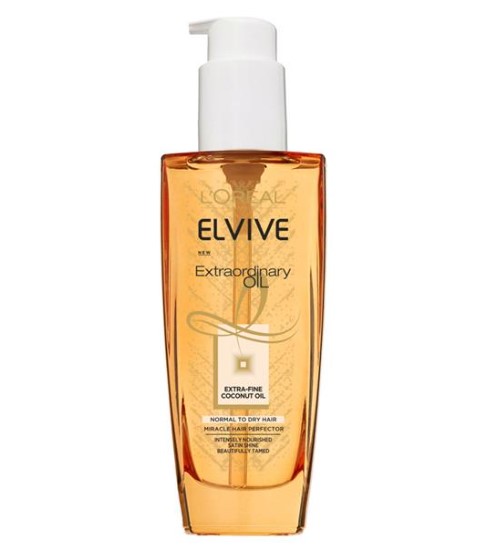 L'ORÉAL
ELVIVE
NEW
Extraordinary
OIL
EXTRA-FINE
COCONUT OIL
NORMAL TO DRY HAIR
MIRACLE HAIR PERFECTOR
INTENSELY NOURISHED
SATIN SHINE
BEAUTIFULLY TAMED